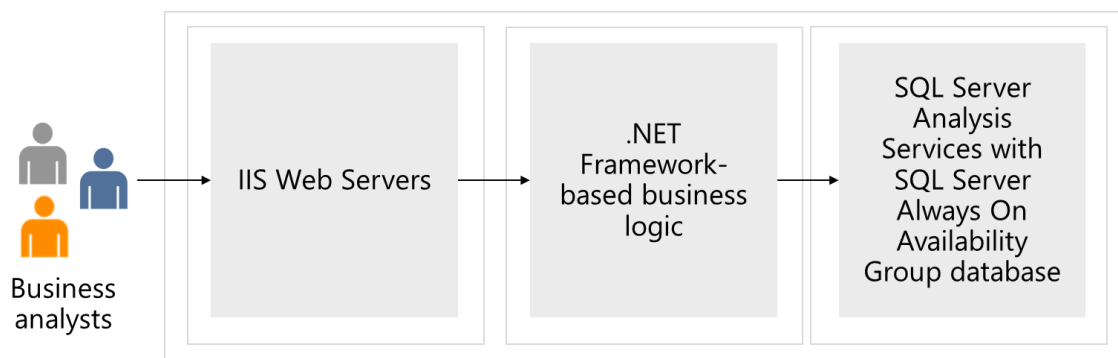 Business
analysts
IIS Web Servers
.NET
Framework-
based business
logic
SQL Server
Analysis
Services with
SQL Server
Always On
Availability
Group database